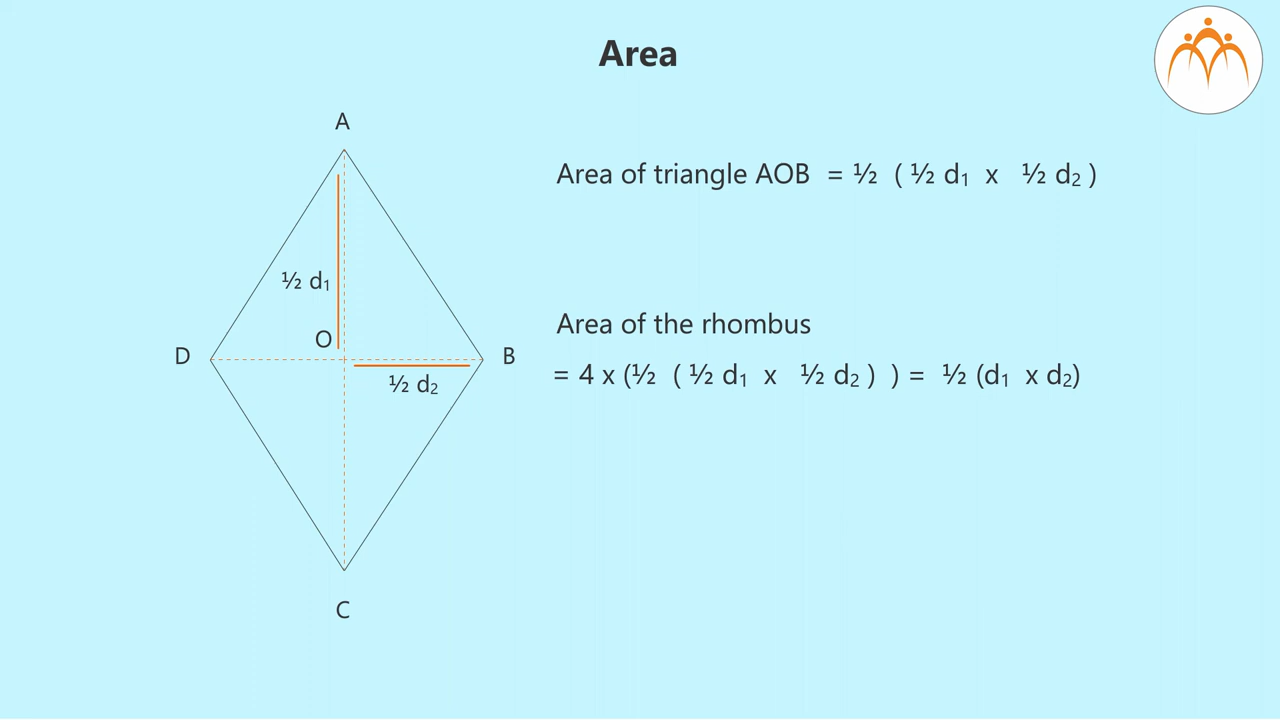 Area
A
Area of triangle AOB = ½ ( ½ d₁ x ½ d₂ )
½ d₁
Area of the rhombus
O
D
B
= 4 x (½ ( ½ d₁ x ½ d₂ ) ) = ½ (d₁ x d₂)
½ d₂
C